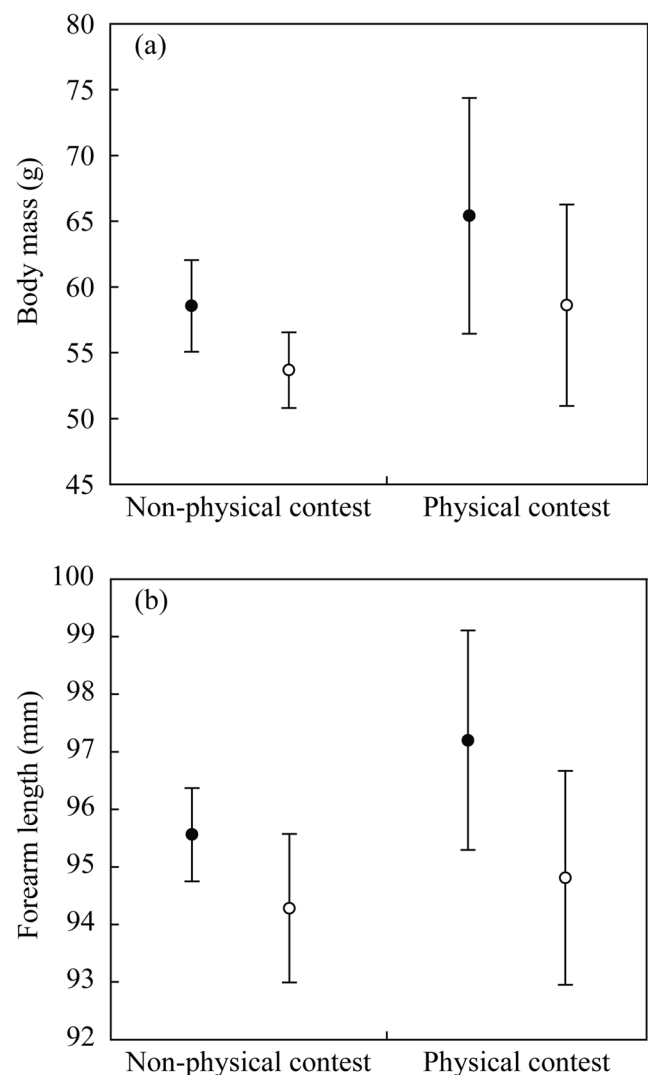 (a)
Body mass (g)
80
75
70
65
60
55
50
45
Non-physical contest Physical contest
(b)
Forearm length (mm)
100
99
98
97
96
95
94
93
92
Non-physical contest Physical contest